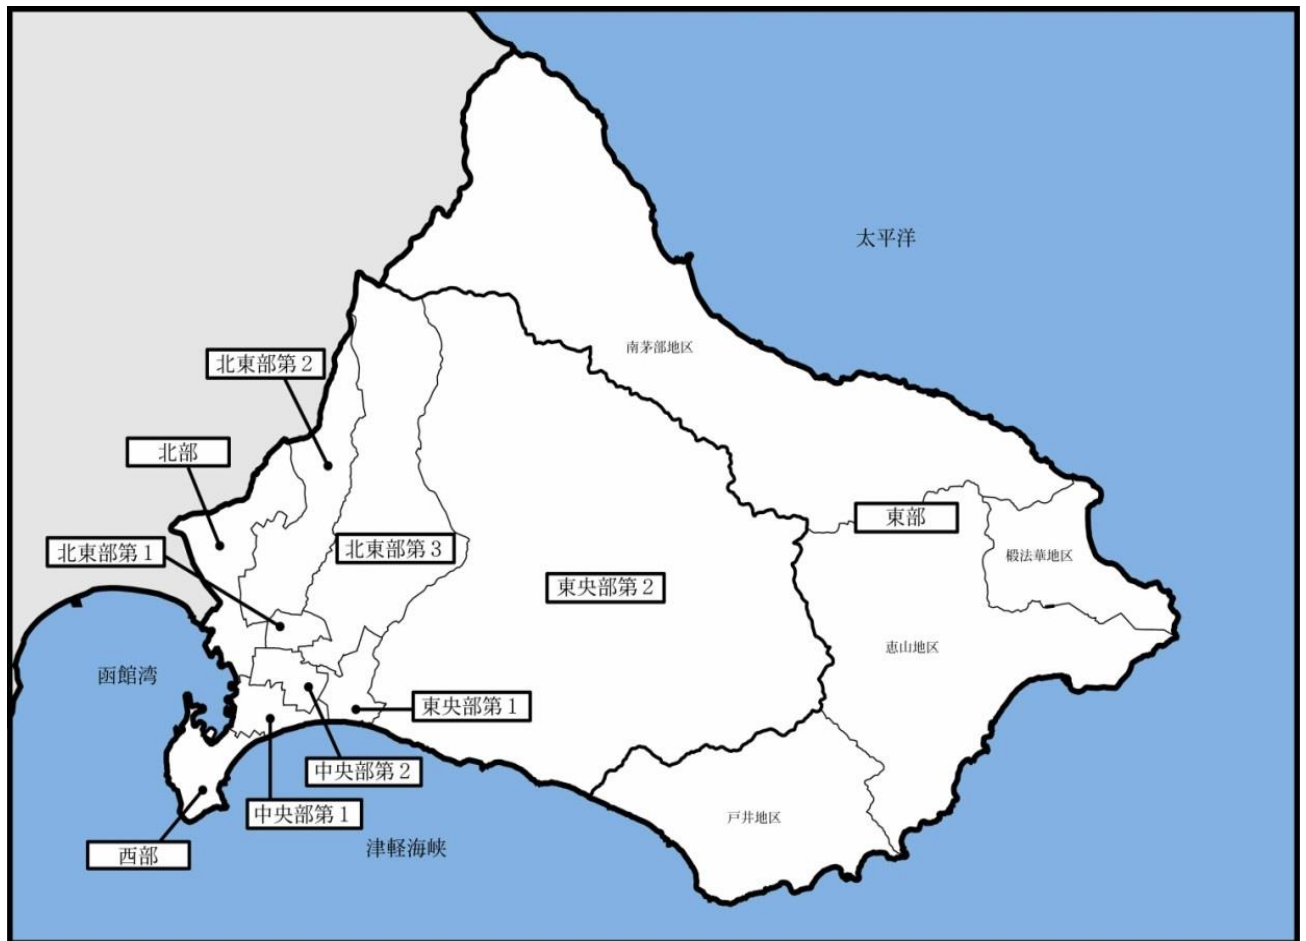 太平洋
南茅部地区
北東部第２
北部
東部
北東部第１
北東部第３
椴法華地区
東央部第２
恵山地区
函館湾
東央部第１
中央部第２
中央部第１
戸井地区
津軽海峡
西部